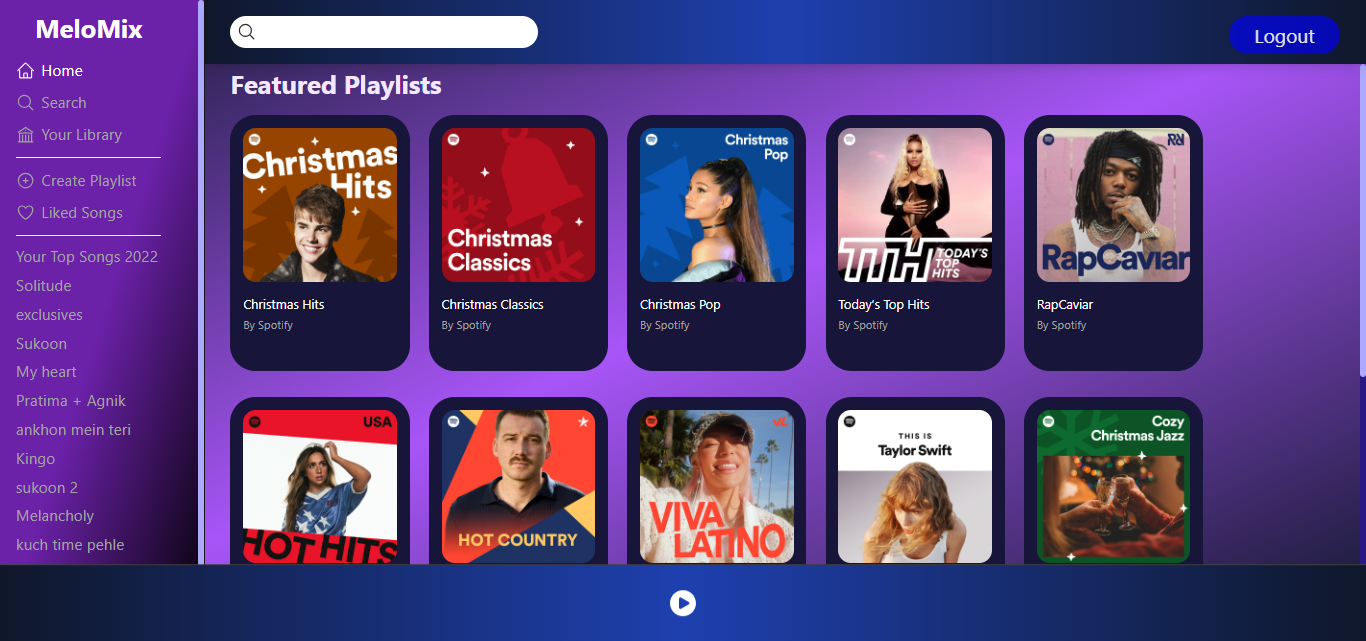 MeloMix
Home
Search
Your Library
Create Playlist
Liked Songs
Your Top Songs 2022
Solitude
exclusives
Sukoon
My heart
Pratima + Agnik
ankhon mein teri
Kingo
sukoon 2
Melancholy
kuch time pehle
Logout
Featured Playlists
Christmas
Hits
Christmas Hits
By Spotify
Christmas
Classics
Christmas Classics
By Spotify
Christmas
Pop
Christmas Pop
By Spotify
TTH TODAY'S
TOP
HITS
Today's Top Hits
By Spotify
RapCaviar
RapCaviar
By Spotify
USA
HOT HITS
HOT COUNTRY
VIVA
LATINO
THIS IS
Taylor Swift
Cozy
Christmas Jazz